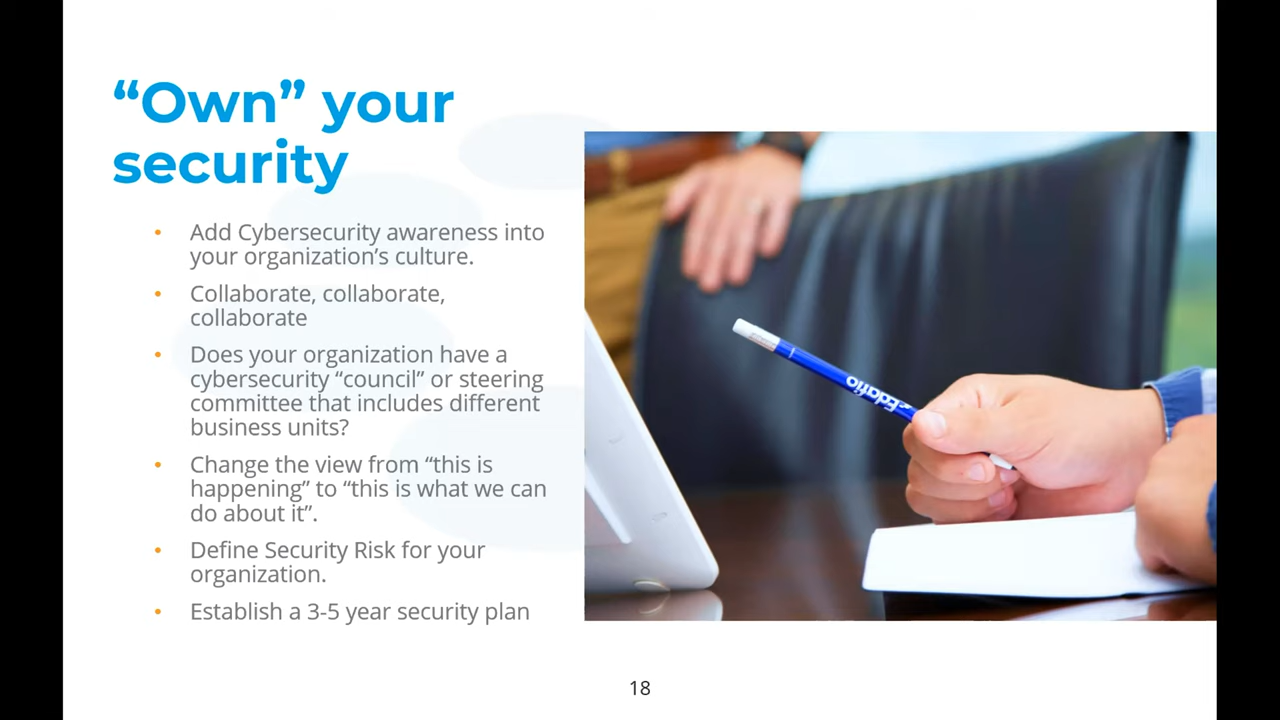 “Own” your
security
• Add Cybersecurity awareness into
your organization’s culture.
• Collaborate, collaborate,
collaborate
• Does your organization have a
cybersecurity “council” or steering
committee that includes different
business units?
• Change the view from “this is
happening” to “this is what we can
do about it”.
• Define Security Risk for your
organization.
• Establish a 3-5 year security plan
Edafio
18